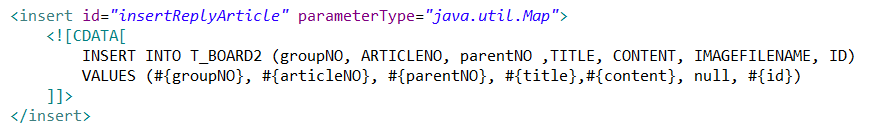 <insert id="insertReplyArticle" parameterType="java.util.Map">
<![CDATA[
INSERT INTO T_BOARD2 (groupNO, ARTICLENO, parentNO ,TITLE, CONTENT, IMAGEFILENAME, ID)
VALUES (#{groupNO}, #{articleNO}, #{parentNO}, #{title},#{content}, null, #{id})
]]>
</insert>